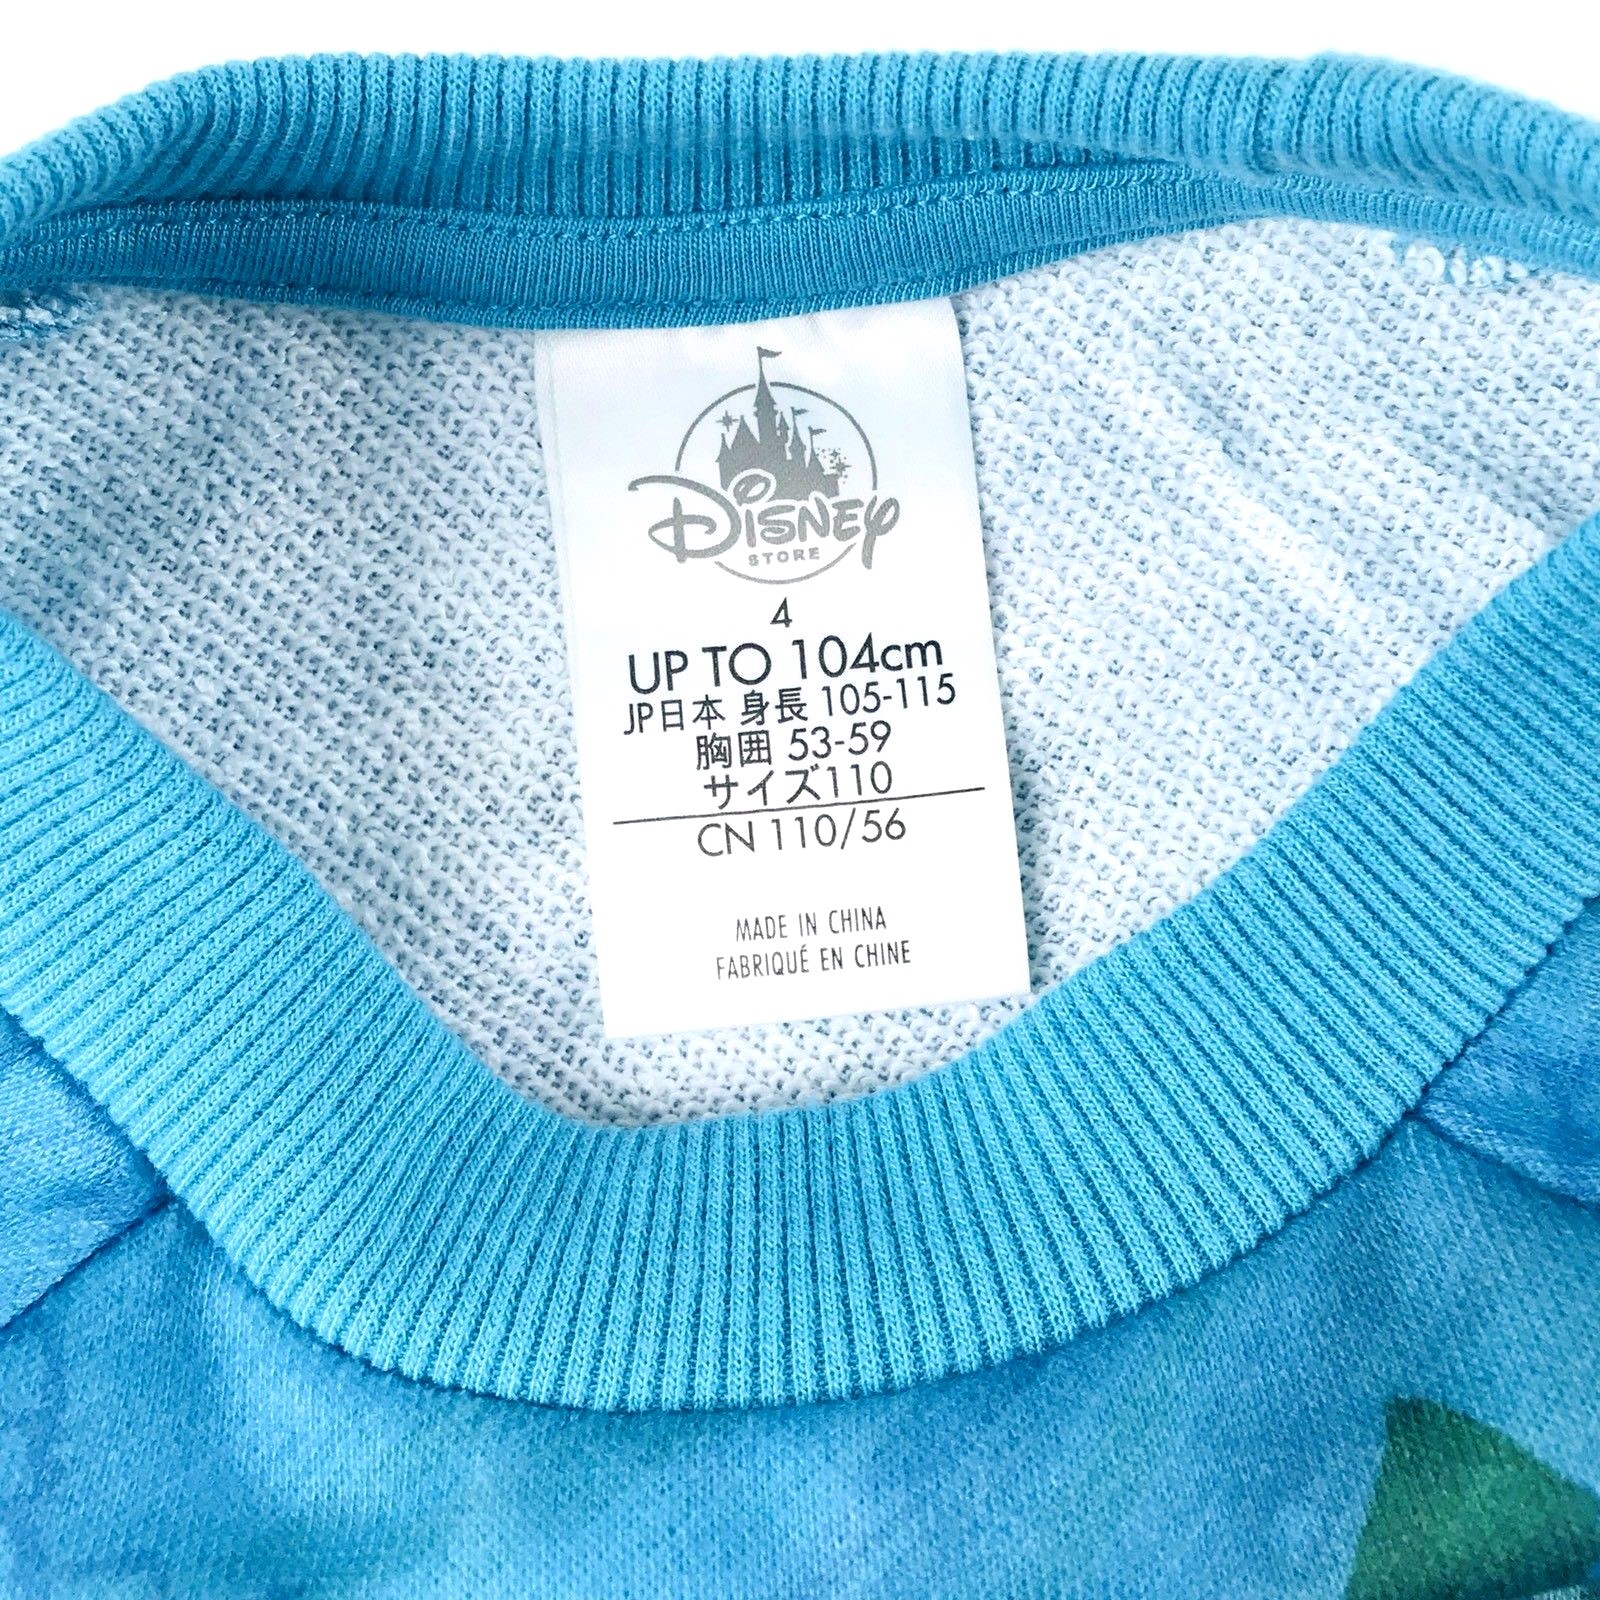 Disney
STORE
4
UP TO 104cm
JP日本 身長 105-115
胸囲 53-59
サイズ110
CN 110/56
MADE IN CHINA
FABRIQUÉ EN CHINE